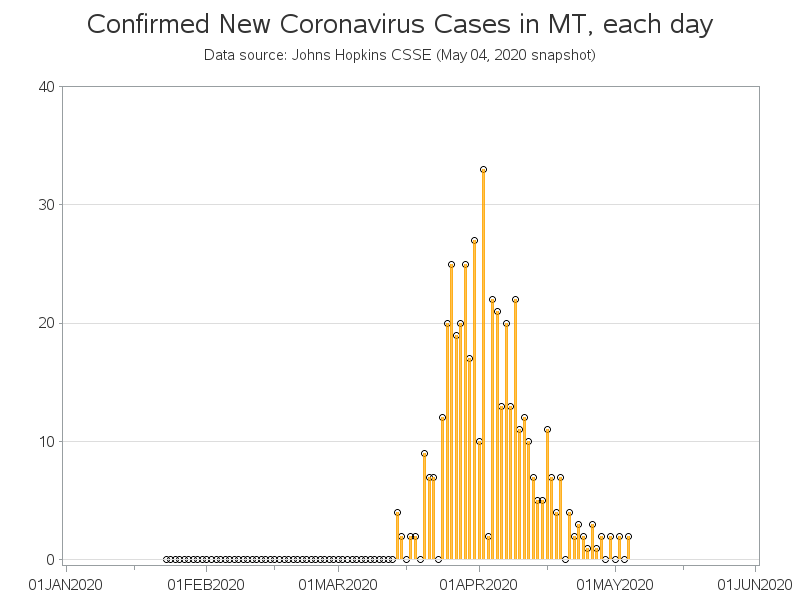 Confirmed New Coronavirus Cases in MT, each day
Data source: Johns Hopkins CSSE (May 04, 2020 snapshot)
40
30
20
10
0
01JAN2020 01FEB2020 01MAR2020 01APR2020 01MAY2020 01JUN2020